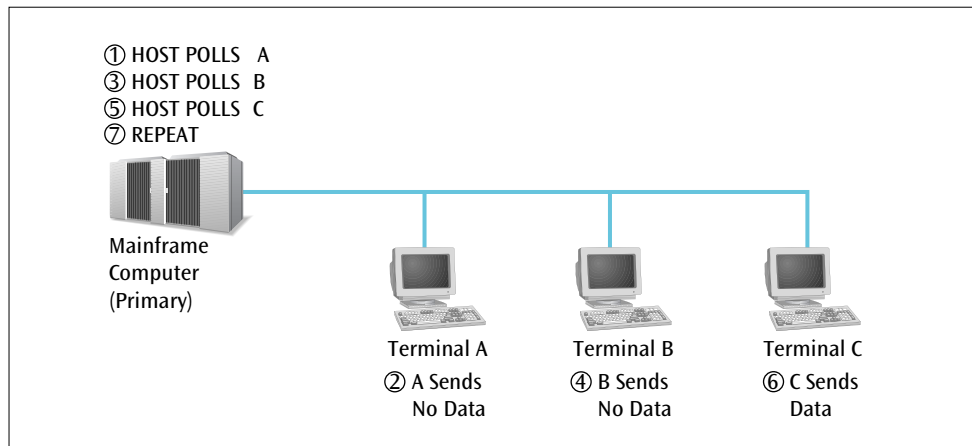 ① HOST POLLS A
③ HOST POLLS B
⑤ HOST POLLS C
⑦ REPEAT
Mainframe
Computer
(Primary)
Terminal A
② A Sends
No Data
Terminal B
④ B Sends
No Data
Terminal C
⑥ C Sends
Data